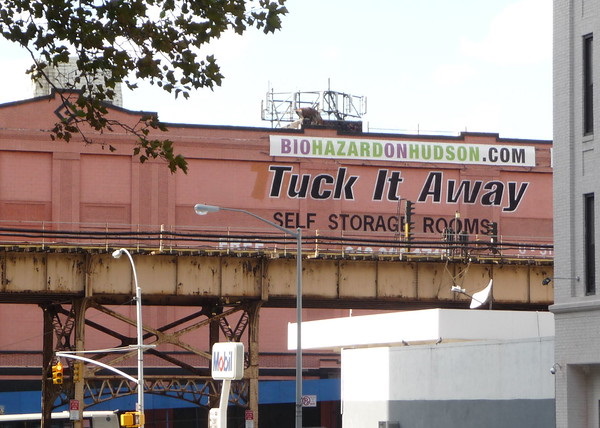 BIOHAZARDONHUDSON.COM
Tuck It Away
SELF STORAGE ROOMS
Mobil